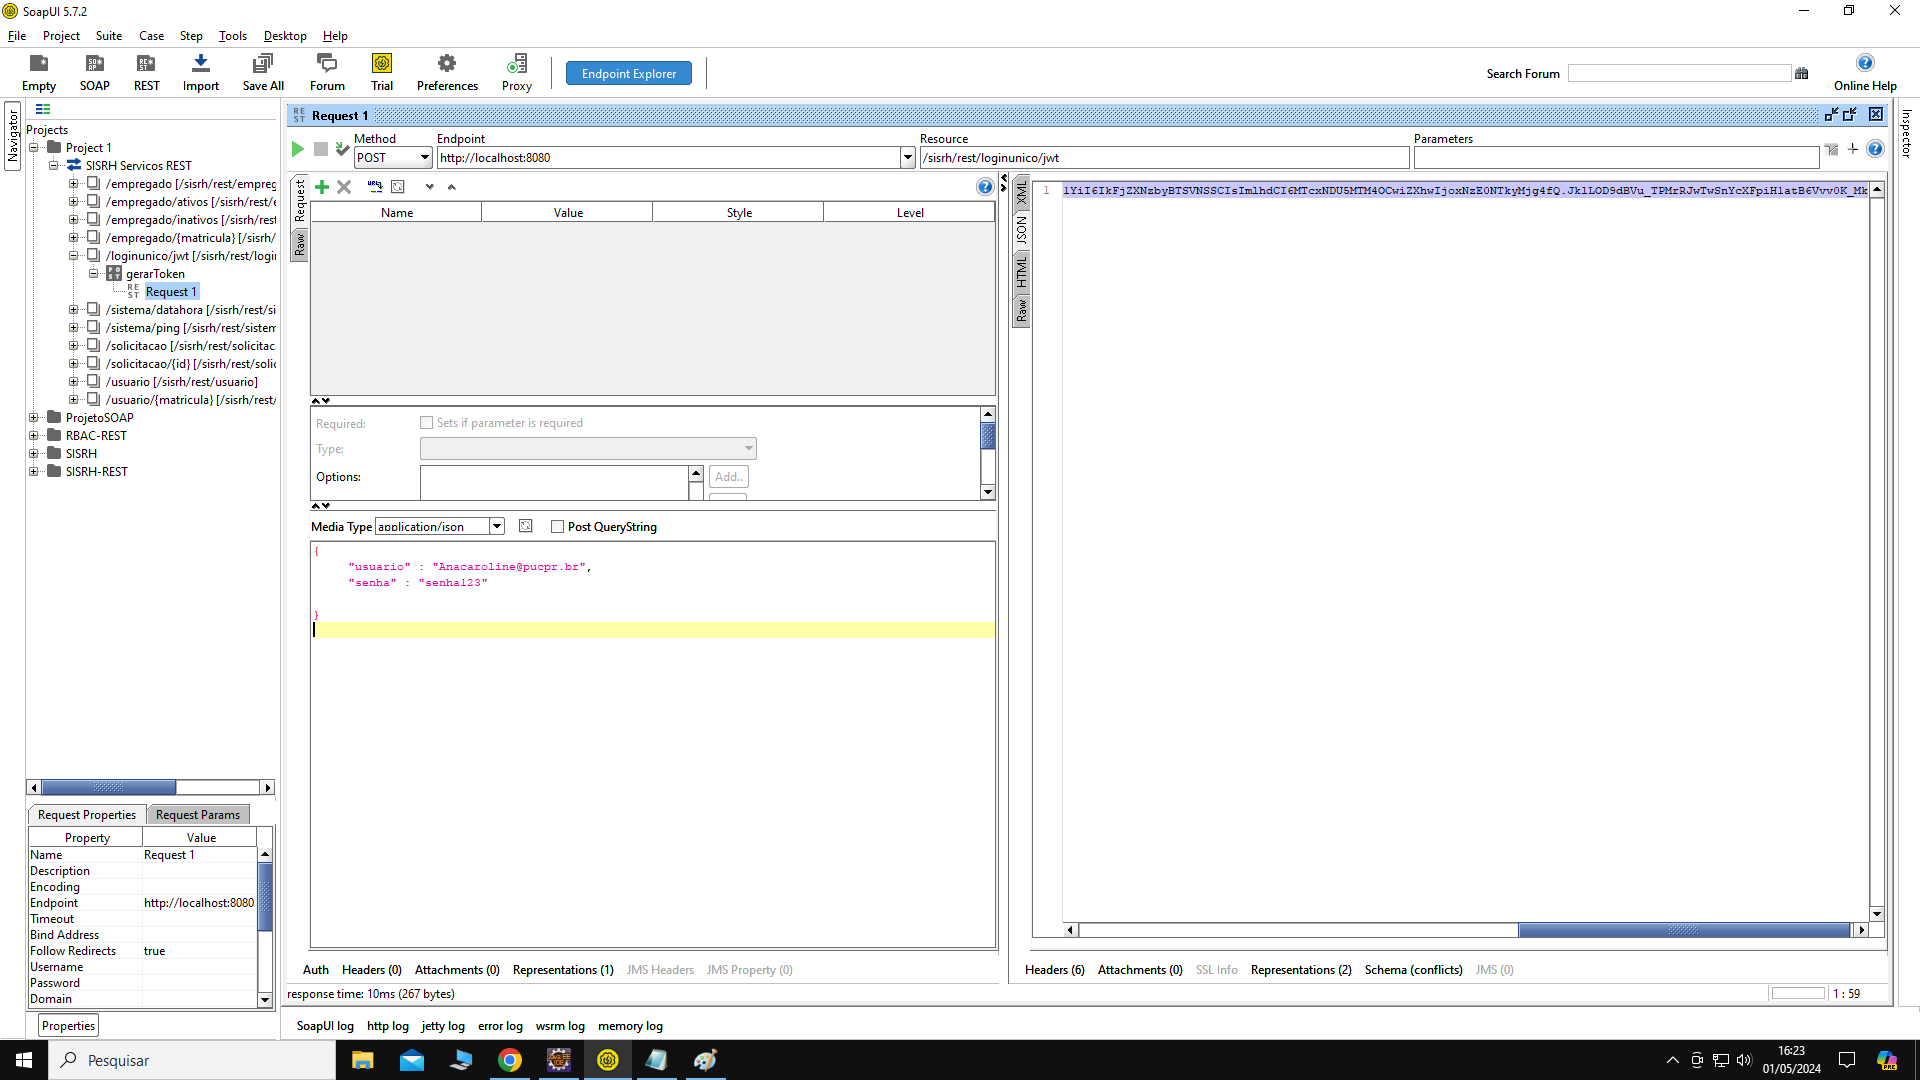 SoapUI 5.7.2
File Project Suite Case Step Tools Desktop Help
Empty SOAP REST Import Save All Forum Trial Preferences Proxy Endpoint Explorer Search Forum Online Help
Navigator
Projects
Project 1
SISRH Servicos REST
/empregado [/sisrh/rest/empreg
/empregado/ativos [/sisrh/rest/e
/empregado/inativos [/sisrh/rest
/empregado/{matricula} [/sisrh/
/loginunico/jwt [/sisrh/rest/logir
gerarToken
Request 1
/sistema/datahora [/sisrh/rest/si
/sistema/ping [/sisrh/rest/sistem
/solicitacao [/sisrh/rest/solicitac
/solicitacao/{id} [/sisrh/rest/solic
/usuario [/sisrh/rest/usuario]
/usuario/{matricula} [/sisrh/rest/
ProjetoSOAP
RBAC-REST
SISRH
SISRH-REST
Request Properties Request Params
Property Value
Name Request 1
Description
Encoding
Endpoint http://localhost:8080
Timeout
Bind Address
Follow Redirects true
Username
Password
Domain
Properties
Request 1
Method Endpoint Resource Parameters
POST http://localhost:8080 /sisrh/rest/loginunico/jwt
Request
Raw
Name Value Style Level
Required: Sets if parameter is required
Type:
Options: Add..
Media Type application/json Post QueryString
{
"usuario" : "Anacaroline@pucpr.br",
"senha" : "senha123"
}
Auth Headers (0) Attachments (0) Representations (1) JMS Headers JMS Property (0)
response time: 10ms (267 bytes)
XML
JSON
HTML
Raw
1
Headers (6) Attachments (0) SSL Info Representations (2) Schema (conflicts) JMS (0)
1 : 59
Inspector
SoapUI log http log jetty log error log wsrm log memory log
Pesquisar
16:23
01/05/2024